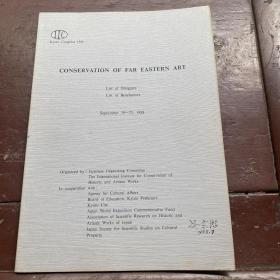 IIC
Kyoto Congress 1988
CONSERVATION OF FAR EASTERN ART
List of Delegates
List of Brochures
September 19—23, 1988
Organized by : Japanese Organizing Committee
The International Institute for Conservation of
Historic and Artistic Works
In cooperation with :
Agency for Cultural Affairs
Board of Education, Kyoto Prefecture
Kyoto City
Japan World Exposition Commemorative Fund
Association of Scientific Research on Historic and
Artistic Works of Japan
Japan Society for Scientific Studies on Cultural
Property